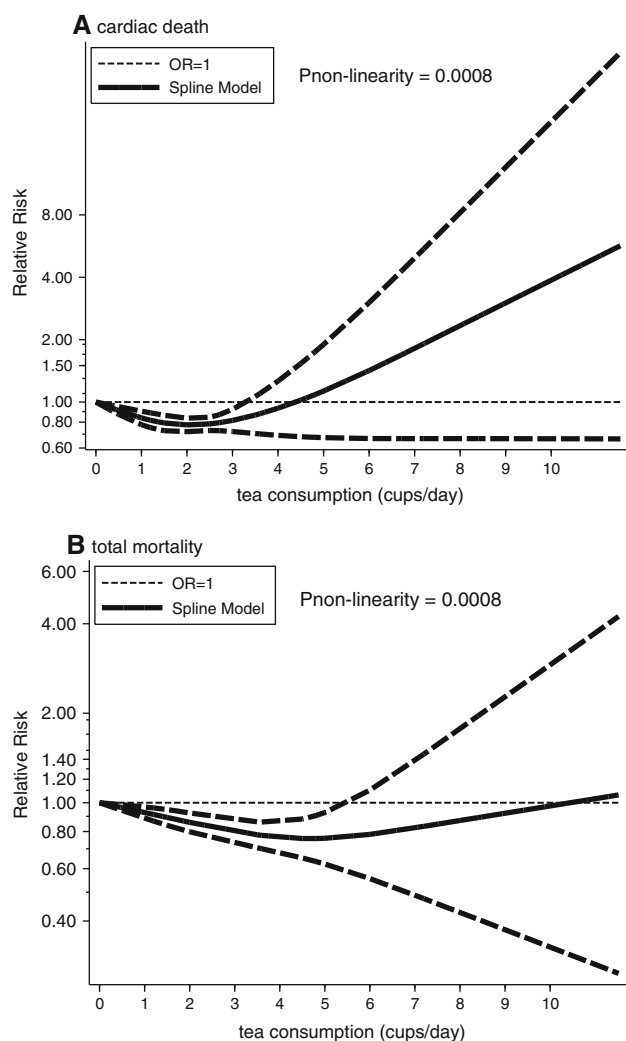 A cardiac death
OR=1
Spline Model
Pnon-linearity = 0.0008
Relative Risk
8.00
4.00
2.00
1.50
1.00
0.80
0.60
0 1 2 3 4 5 6 7 8 9 10
tea consumption (cups/day)
B total mortality
OR=1
Spline Model
Pnon-linearity = 0.0008
Relative Risk
6.00
4.00
2.00
1.40
1.20
1.00
0.80
0.60
0.40
0 1 2 3 4 5 6 7 8 9 10
tea consumption (cups/day)